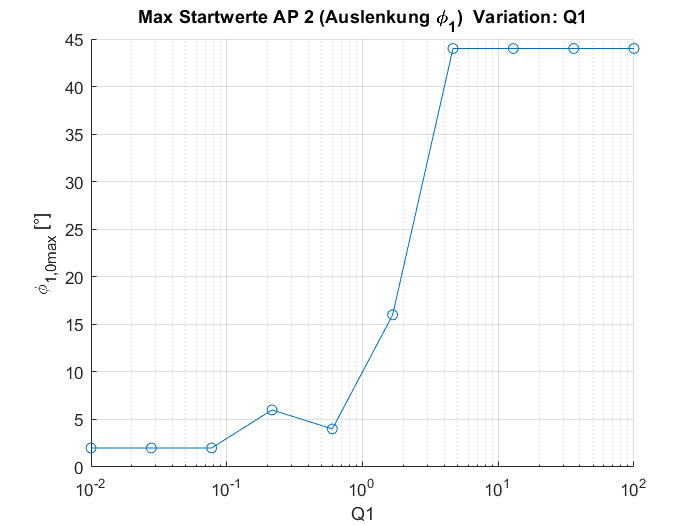 Max Startwerte AP 2 (Auslenkung ϕ₁)  Variation: Q1
45
40
35
30
25
20
15
10
5
0
ϕ₁,₀ₘₐₓ [°]
10⁻² 10⁻¹ 10⁰ 10¹ 10²
Q1